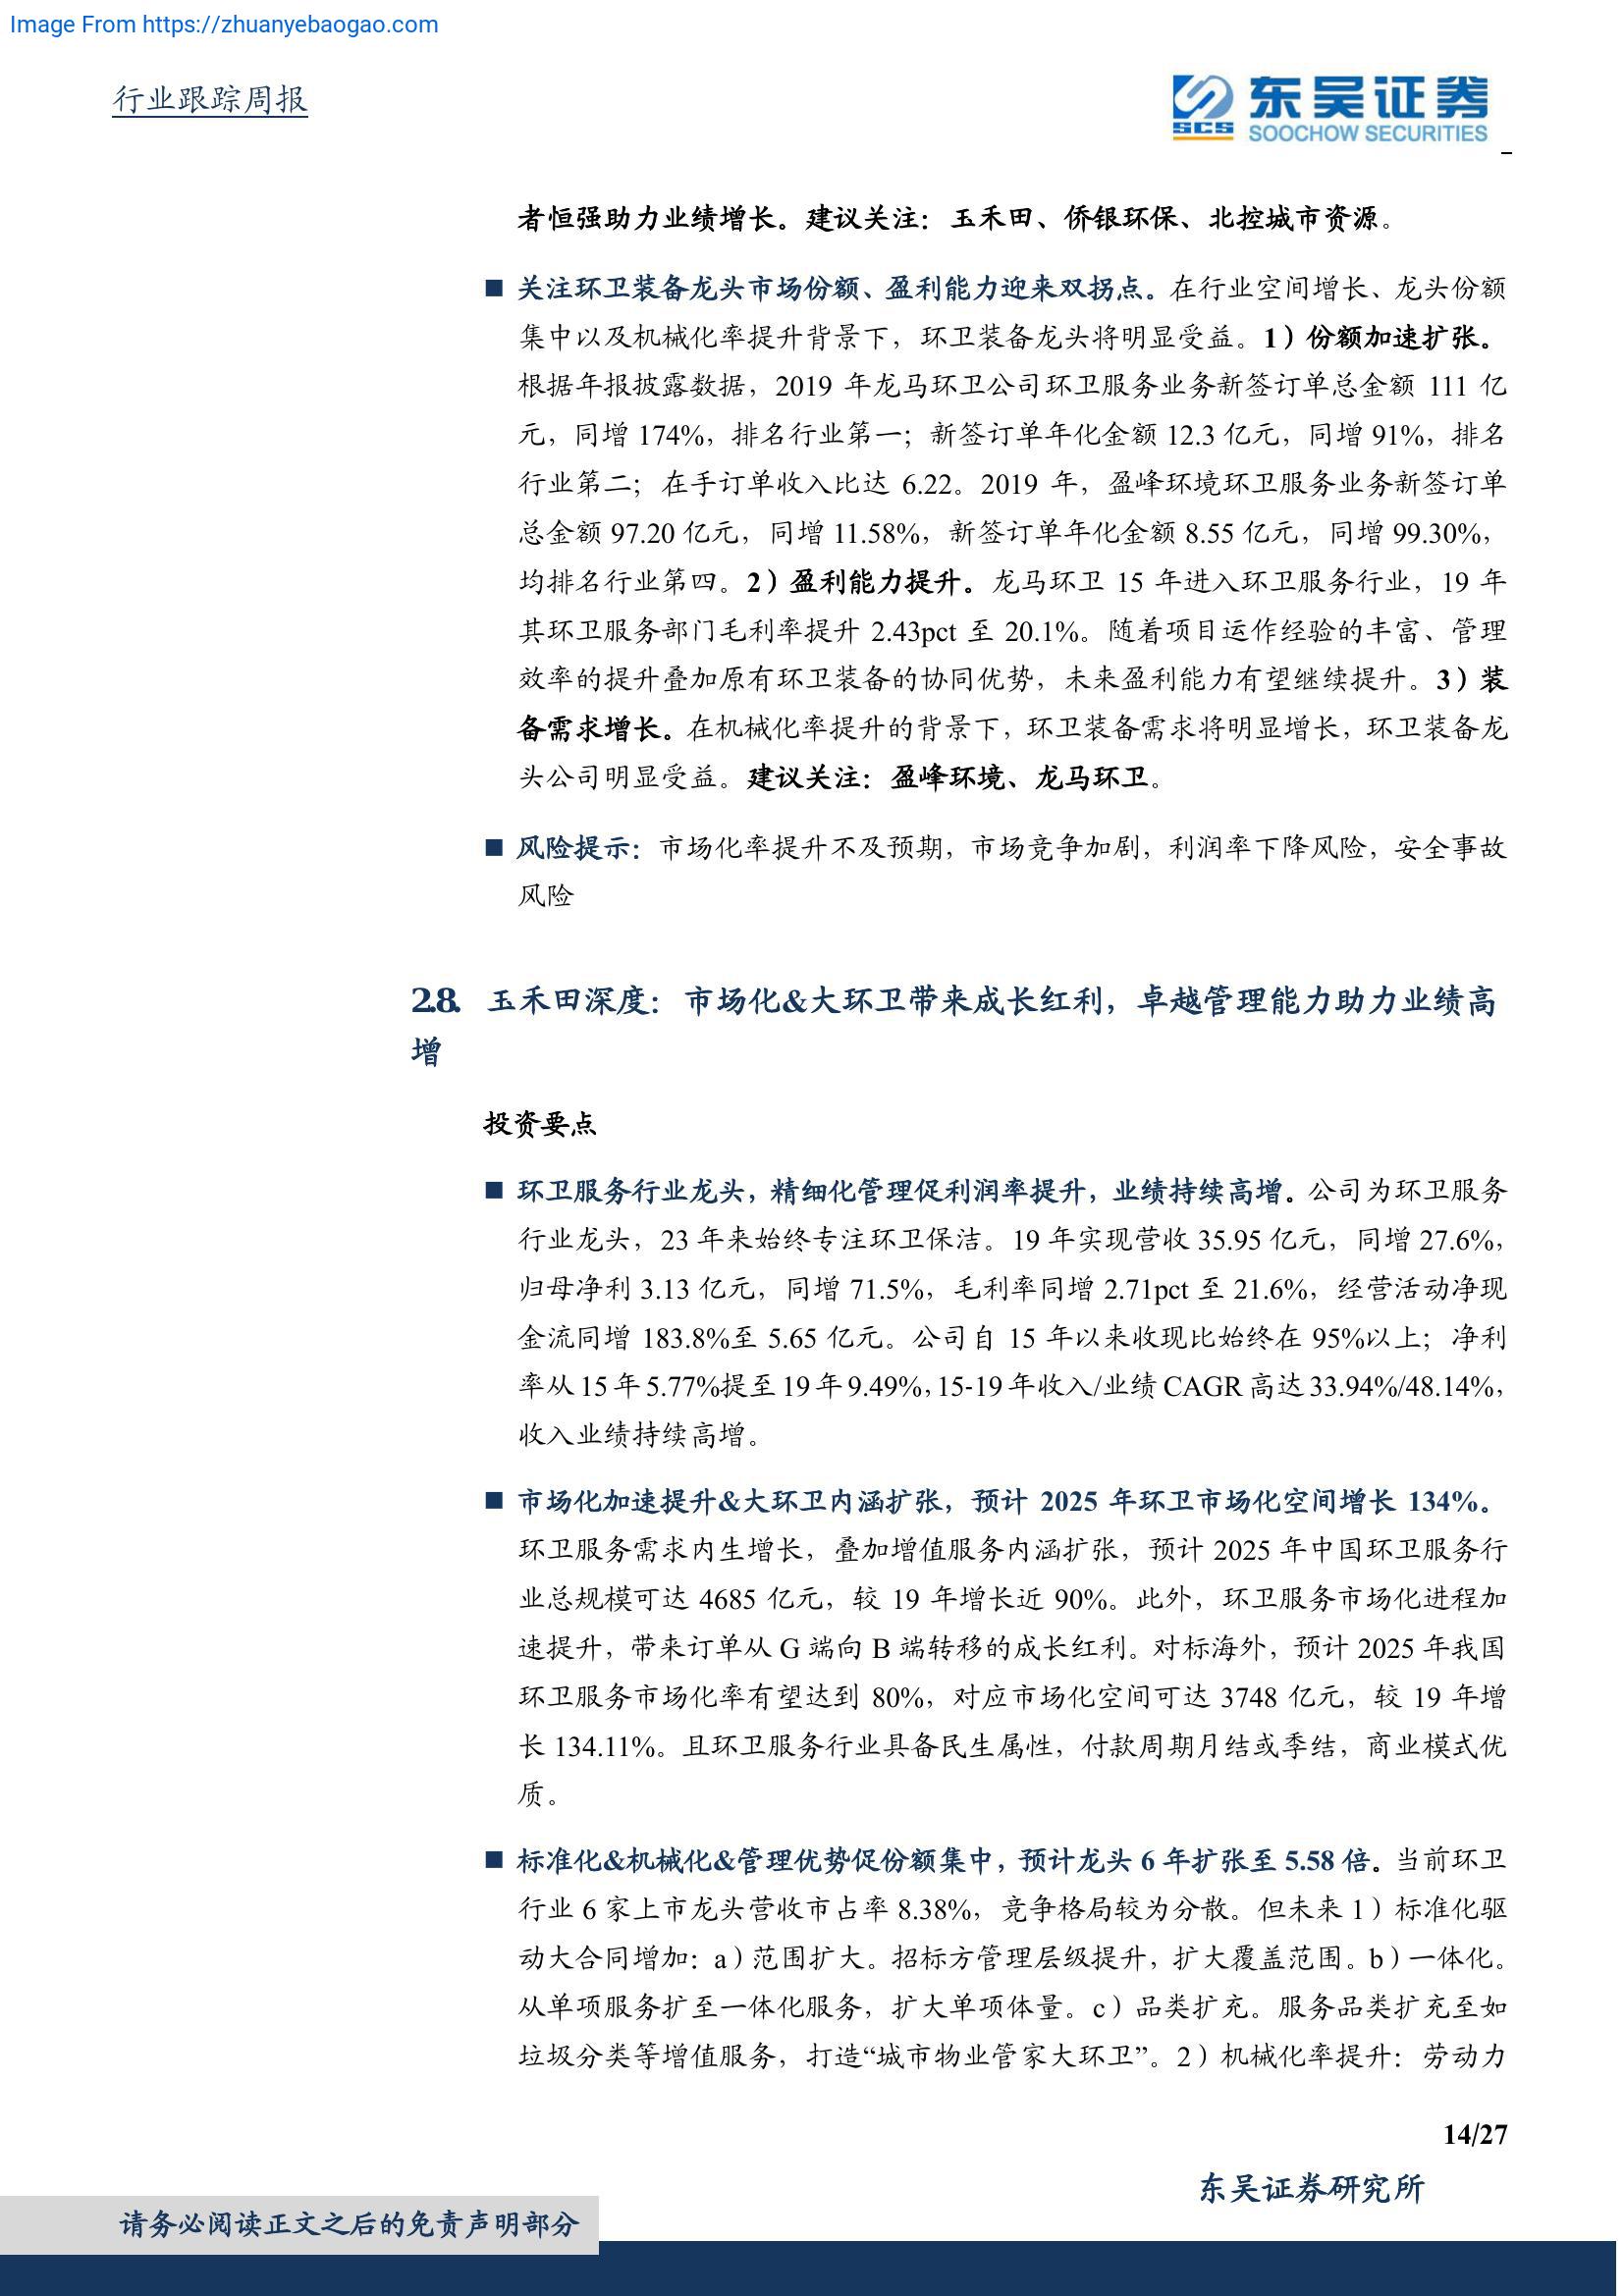 Image From https://zhuanyebaogao.com
行业跟踪周报
SCS
东吴证券
SOOCHOW SECURITIES
者恒强助力业绩增长。建议关注：玉禾田、侨银环保、北控城市资源。
■ 关注环卫装备龙头市场份额、盈利能力迎来双拐点。在行业空间增长、龙头份额
集中以及机械化率提升背景下，环卫装备龙头将明显受益。1）份额加速扩张。
根据年报披露数据，2019 年龙马环卫公司环卫服务业务新签订单总金额 111 亿
元，同增 174%，排名行业第一；新签订单年化金额 12.3 亿元，同增 91%，排名
行业第二；在手订单收入比达 6.22。2019 年，盈峰环境环卫服务业务新签订单
总金额 97.20 亿元，同增 11.58%，新签订单年化金额 8.55 亿元，同增 99.30%，
均排名行业第四。2）盈利能力提升。龙马环卫 15 年进入环卫服务行业，19 年
其环卫服务部门毛利率提升 2.43pct 至 20.1%。随着项目运作经验的丰富、管理
效率的提升叠加原有环卫装备的协同优势，未来盈利能力有望继续提升。3）装
备需求增长。在机械化率提升的背景下，环卫装备需求将明显增长，环卫装备龙
头公司明显受益。建议关注：盈峰环境、龙马环卫。
■ 风险提示：市场化率提升不及预期，市场竞争加剧，利润率下降风险，安全事故
风险
2.8. 玉禾田深度：市场化&大环卫带来成长红利，卓越管理能力助力业绩高
增
投资要点
■ 环卫服务行业龙头，精细化管理促利润率提升，业绩持续高增。公司为环卫服务
行业龙头，23 年来始终专注环卫保洁。19 年实现营收 35.95 亿元，同增 27.6%，
归母净利 3.13 亿元，同增 71.5%，毛利率同增 2.71pct 至 21.6%，经营活动净现
金流同增 183.8%至 5.65 亿元。公司自 15 年以来收现比始终在 95%以上；净利
率从 15 年 5.77%提至 19 年 9.49%，15-19 年收入/业绩 CAGR 高达 33.94%/48.14%，
收入业绩持续高增。
■ 市场化加速提升&大环卫内涵扩张，预计 2025 年环卫市场化空间增长 134%。
环卫服务需求内生增长，叠加增值服务内涵扩张，预计 2025 年中国环卫服务行
业总规模可达 4685 亿元，较 19 年增长近 90%。此外，环卫服务市场化进程加
速提升，带来订单从 G 端向 B 端转移的成长红利。对标海外，预计 2025 年我国
环卫服务市场化率有望达到 80%，对应市场化空间可达 3748 亿元，较 19 年增
长 134.11%。且环卫服务行业具备民生属性，付款周期月结或季结，商业模式优
质。
■ 标准化&机械化&管理优势促份额集中，预计龙头 6 年扩张至 5.58 倍。当前环卫
行业 6 家上市龙头营收市占率 8.38%，竞争格局较为分散。但未来 1）标准化驱
动大合同增加：a）范围扩大。招标方管理层级提升，扩大覆盖范围。b）一体化。
从单项服务扩至一体化服务，扩大单项体量。c）品类扩充。服务品类扩充至如
垃圾分类等增值服务，打造“城市物业管家大环卫”。2）机械化率提升：劳动力
14/27
东吴证券研究所
请务必阅读正文之后的免责声明部分